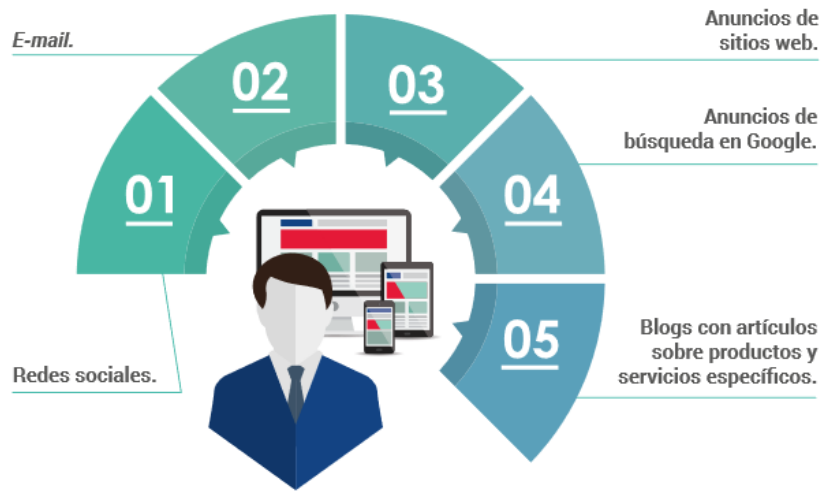 01
Redes sociales.
02
E-mail.
03
Anuncios de
sitios web.
04
Anuncios de
búsqueda en Google.
05
Blogs con artículos
sobre productos y
servicios específicos.